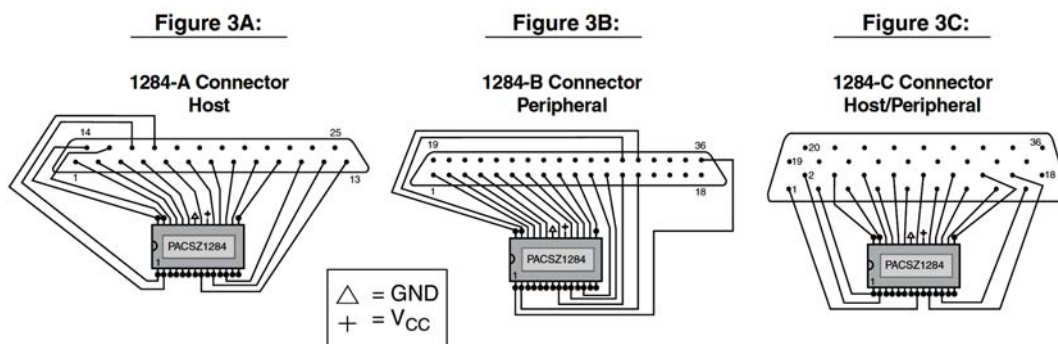 Figure 3A:
1284-A Connector
Host
14
25
1
13
PACSZ1284
1
Figure 3B:
1284-B Connector
Peripheral
19
36
1
18
PACSZ1284
1
Figure 3C:
1284-C Connector
Host/Peripheral
20
36
19
2
18
1
PACSZ1284
1
△ = GND
+ = VCC